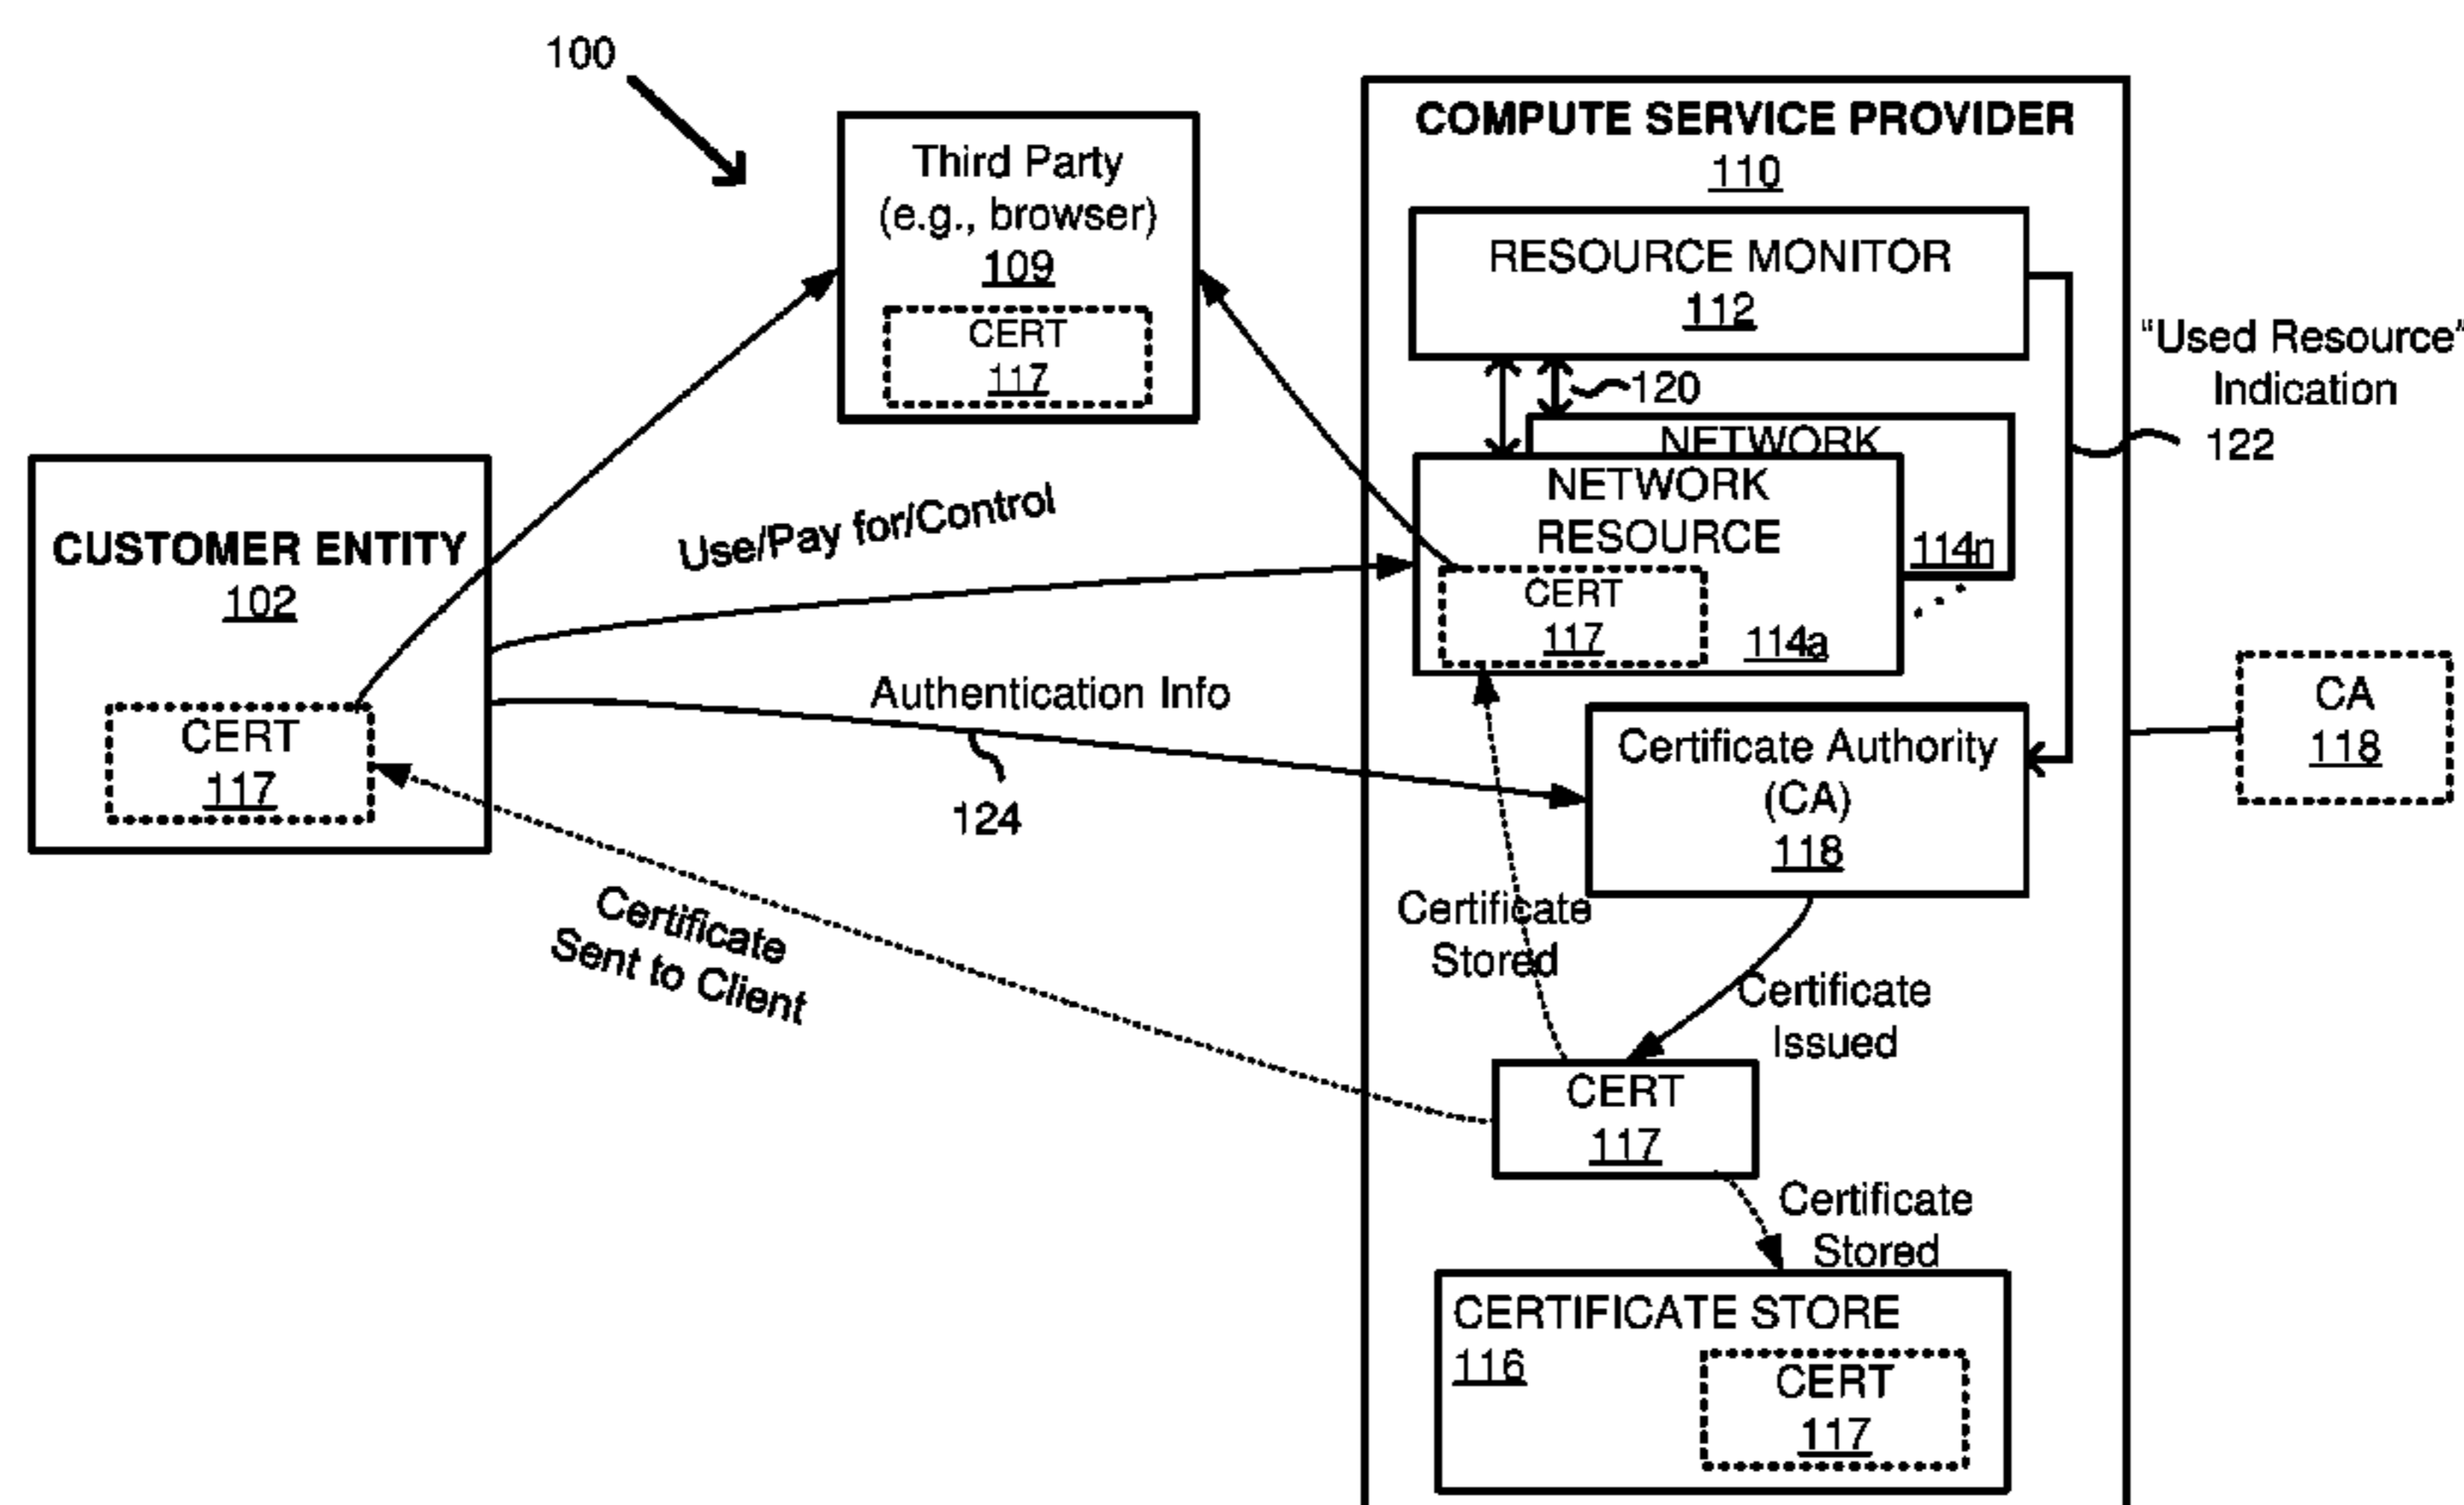 100
Third Party
(e.g., browser)
109
CERT
117
COMPUTE SERVICE PROVIDER
110
RESOURCE MONITOR
112
120
"Used Resource"
Indication
122
NETWORK
114n
NETWORK
RESOURCE
CERT
117
114a
CUSTOMER ENTITY
102
CERT
117
Use/Pay for/Control
Authentication Info
124
Certificate Authority
(CA)
118
CA
118
Certificate
Sent to Client
Certificate
Stored
Certificate
Issued
CERT
117
Certificate
Stored
CERTIFICATE STORE
116
CERT
117